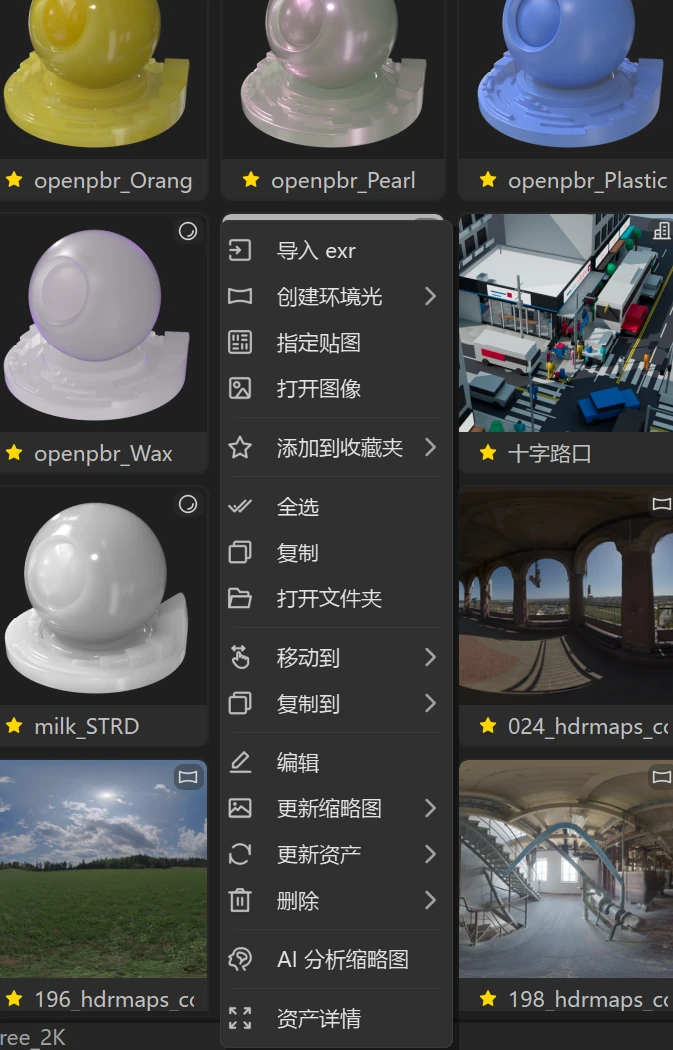 openpbr_Orang
openpbr_Pearl
openpbr_Plastic
导入 exr
创建环境光
指定贴图
打开图像
添加到收藏夹
全选
复制
打开文件夹
移动到
复制到
编辑
更新缩略图
更新资产
删除
AI 分析缩略图
资产详情
openpbr_Wax
十字路口
milk_STRD
024_hdrmaps_cc
196_hdrmaps_cc
198_hdrmaps_cc
ree_2K